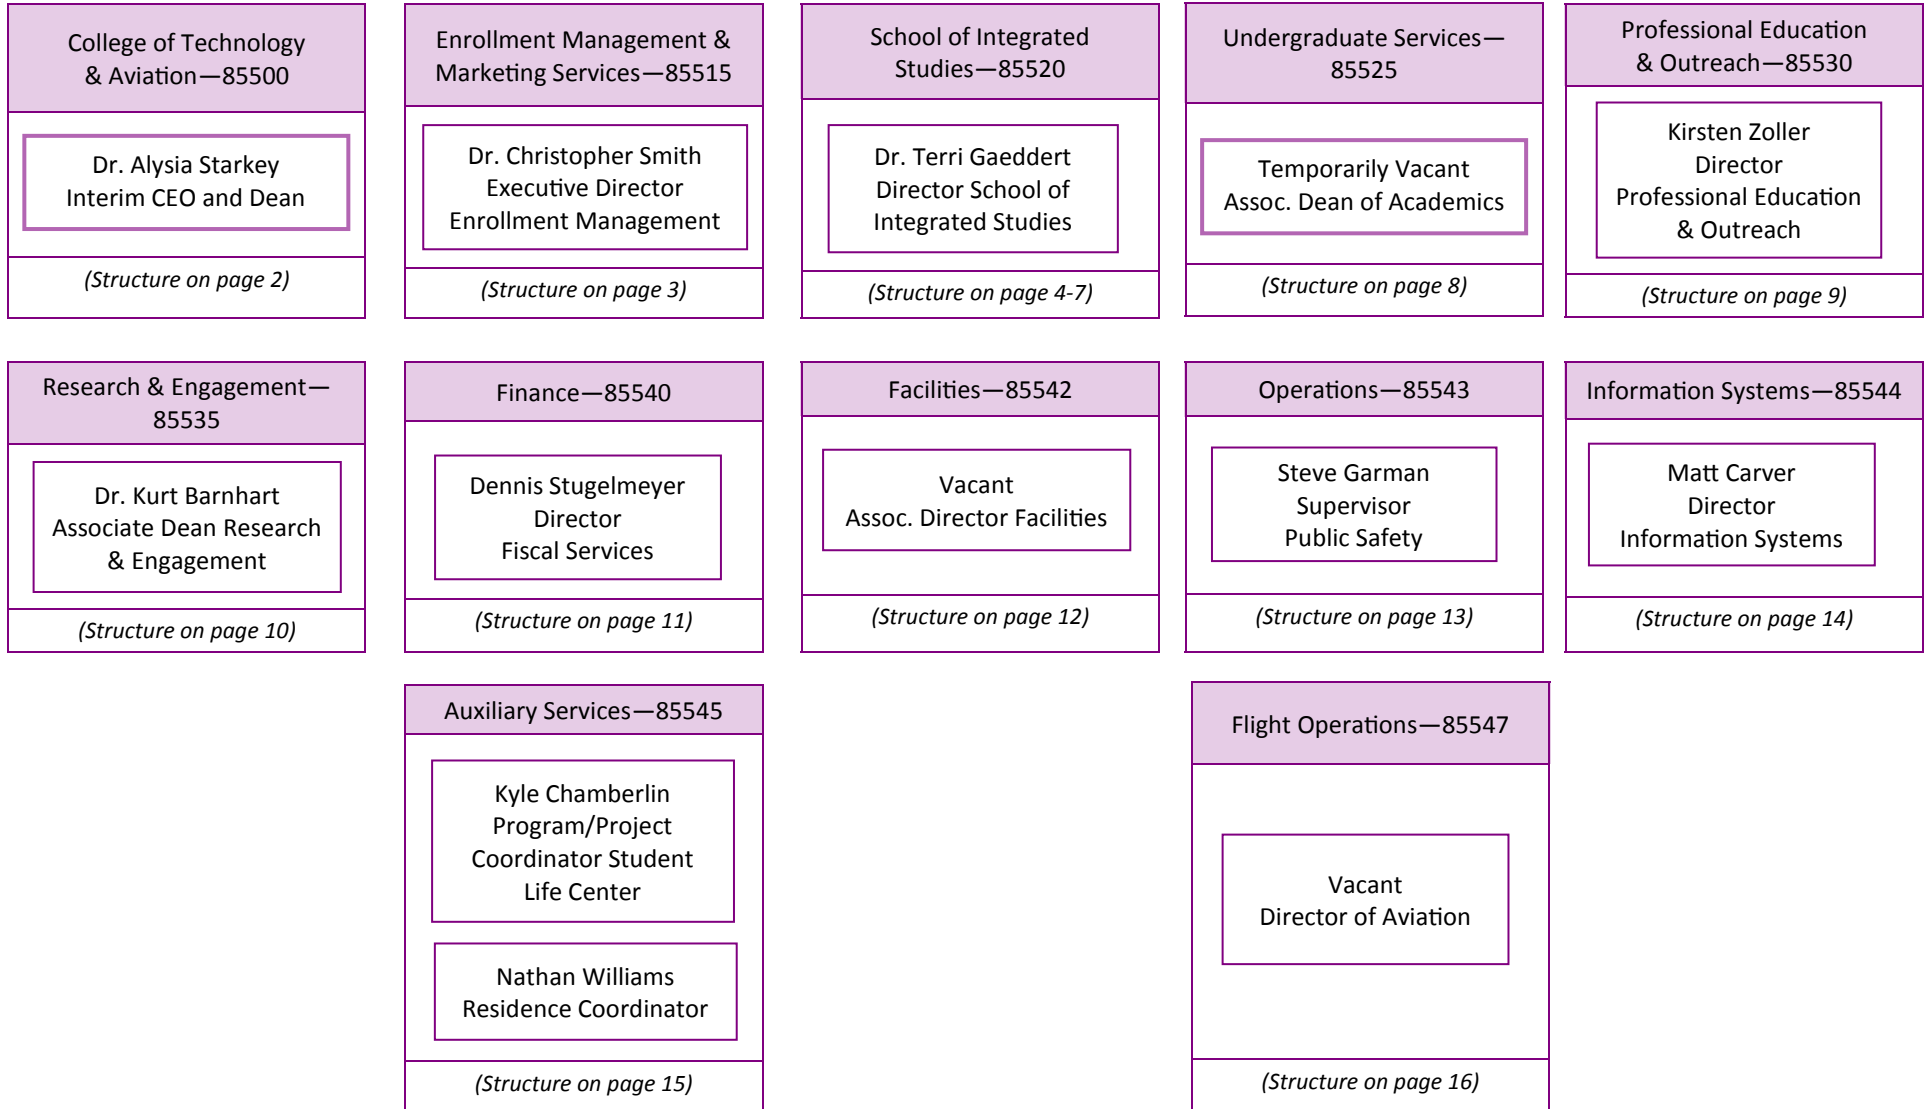 College of Technology
& Aviation—85500
Dr. Alysia Starkey
Interim CEO and Dean
(Structure on page 2)
Enrollment Management &
Marketing Services—85515
Dr. Christopher Smith
Executive Director
Enrollment Management
(Structure on page 3)
School of Integrated
Studies—85520
Dr. Terri Gaeddert
Director School of
Integrated Studies
(Structure on page 4-7)
Undergraduate Services—
85525
Temporarily Vacant
Assoc. Dean of Academics
(Structure on page 8)
Professional Education
& Outreach—85530
Kirsten Zoller
Director
Professional Education
& Outreach
(Structure on page 9)
Research & Engagement—
85535
Dr. Kurt Barnhart
Associate Dean Research
& Engagement
(Structure on page 10)
Finance—85540
Dennis Stugelmeyer
Director
Fiscal Services
(Structure on page 11)
Facilities—85542
Vacant
Assoc. Director Facilities
(Structure on page 12)
Operations—85543
Steve Garman
Supervisor
Public Safety
(Structure on page 13)
Information Systems—85544
Matt Carver
Director
Information Systems
(Structure on page 14)
Auxiliary Services—85545
Kyle Chamberlin
Program/Project
Coordinator Student
Life Center
Nathan Williams
Residence Coordinator
(Structure on page 15)
Flight Operations—85547
Vacant
Director of Aviation
(Structure on page 16)